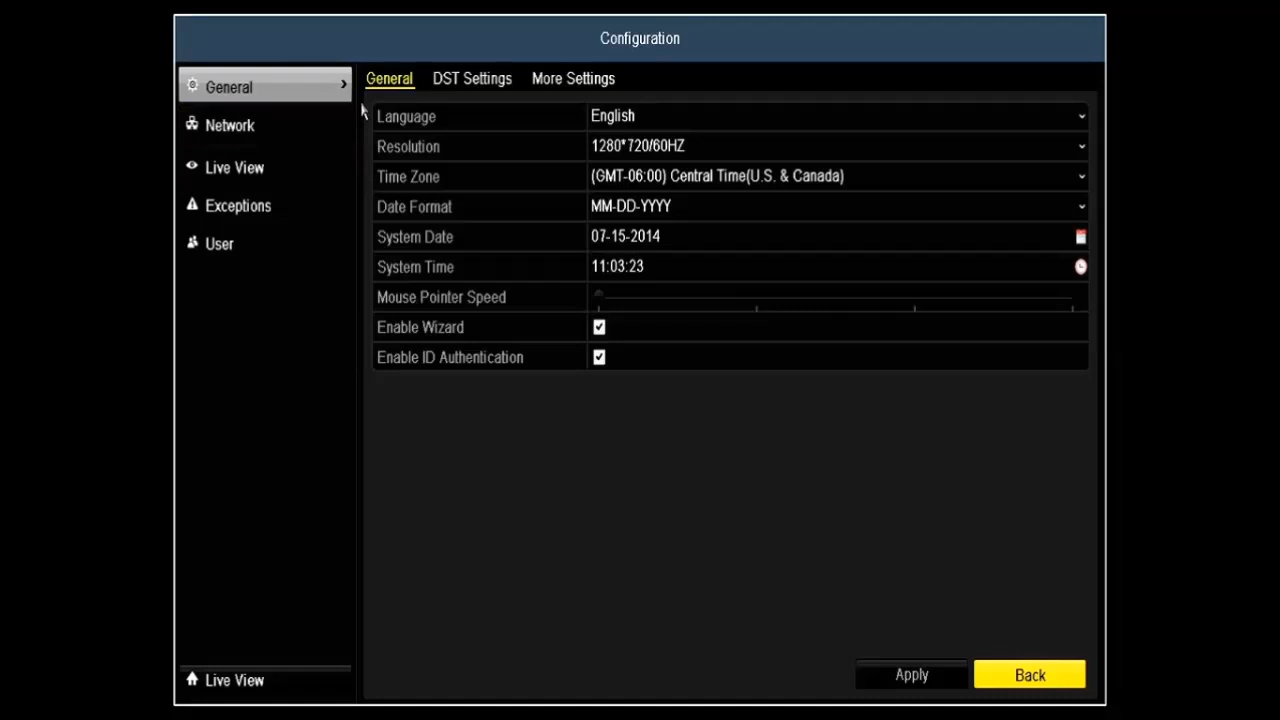 Configuration
General
Network
Live View
Exceptions
User
Live View
General DST Settings More Settings
Language English
Resolution 1280*720/60HZ
Time Zone (GMT-06:00) Central Time(U.S. & Canada)
Date Format MM-DD-YYYY
System Date 07-15-2014
System Time 11:03:23
Mouse Pointer Speed
Enable Wizard
Enable ID Authentication
Apply Back